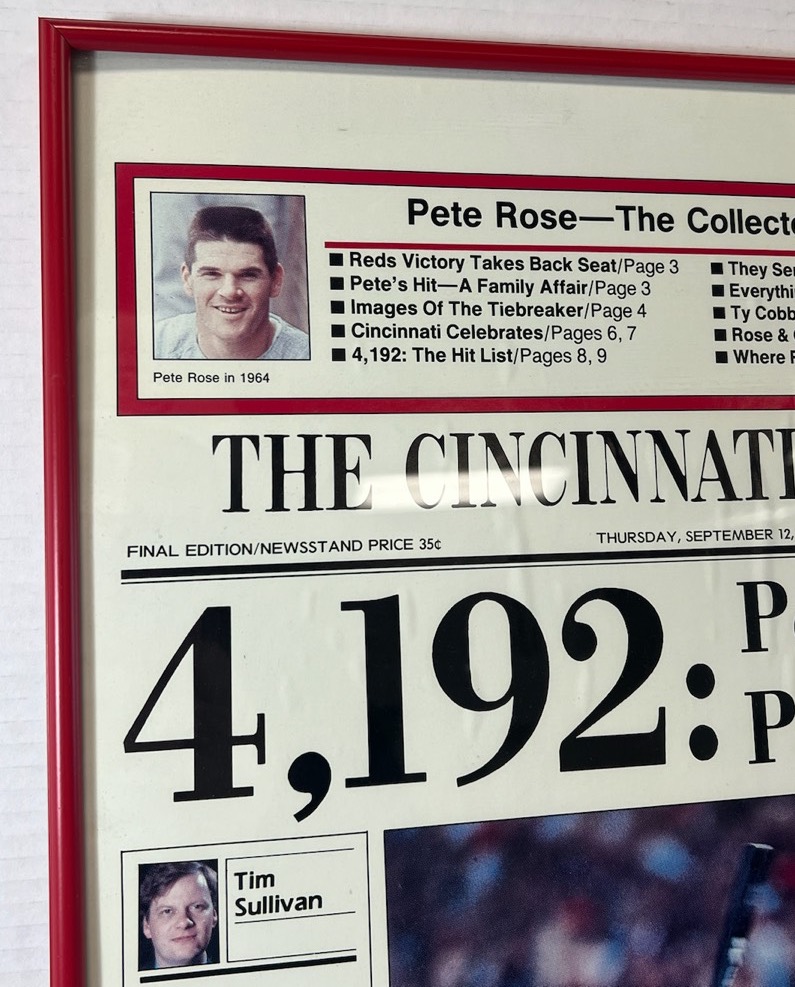 Pete Rose—The Collect
■ Reds Victory Takes Back Seat/Page 3
■ Pete's Hit—A Family Affair/Page 3
■ Images Of The Tiebreaker/Page 4
■ Cincinnati Celebrates/Pages 6, 7
■ 4,192: The Hit List/Pages 8, 9
■ They Se
■ Everythi
■ Ty Cobb
■ Rose &
■ Where
Pete Rose in 1964
THE CINCINNATI
FINAL EDITION/NEWSSTAND PRICE 35¢
THURSDAY, SEPTEMBER 12,
4,192: P
P
Tim
Sullivan